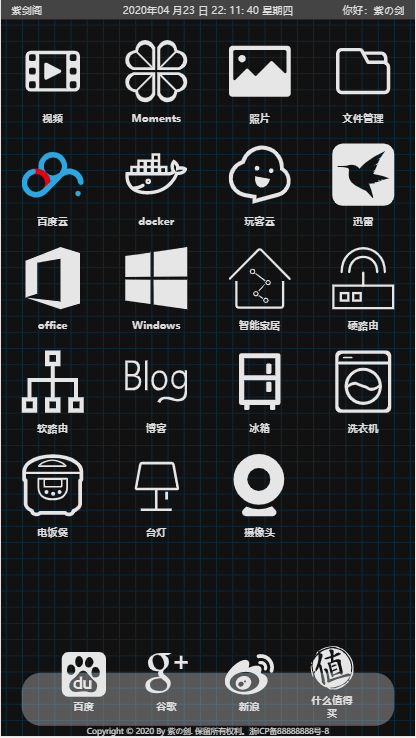 紫剑阁 2020年04 月23 日 22: 11: 40 星期四 你好：紫の剑
视频 Moments 照片 文件管理
百度云 docker 玩客云 迅雷
office Windows 智能家居 硬路由
Blog
软路由 博客 冰箱 洗衣机
电饭煲 台灯 摄像头
du g+ 值
百度 谷歌 新浪 什么值得
买
Copyright © 2020 By 紫の剑. 保留所有权利。浙ICP备88888888号-8